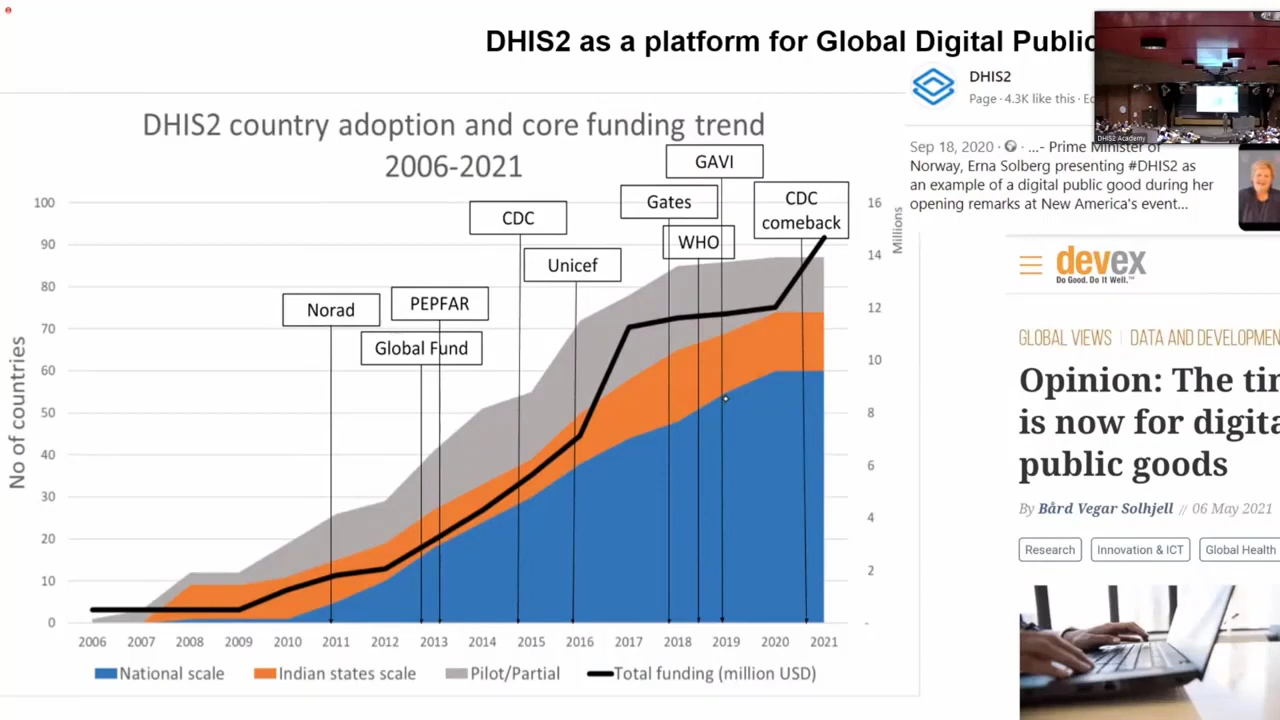 DHIS2 as a platform for Global Digital Public
DHIS2 country adoption and core funding trend
2006-2021
GAVI
Gates
CDC
comeback
CDC
WHO
Unicef
Norad
PEPFAR
Global Fund
No of countries
100
90
80
70
60
50
40
30
20
10
0
Millions
16
14
12
10
8
6
4
2
-
2006 2007 2008 2009 2010 2011 2012 2013 2014 2015 2016 2017 2018 2019 2020 2021
National scale Indian states scale Pilot/Partial Total funding (million USD)
DHIS2
Page · 4.3K like this ·
DHIS2 Academy
Sep 18, 2020 · ...- Prime Minister of
Norway, Erna Solberg presenting #DHIS2 as
an example of a digital public good during her
opening remarks at New America's event...
devex
Do Good. Do It Well.™
GLOBAL VIEWS | DATA AND DEVELOPMEN
Opinion: The tir
is now for digita
public goods
By Bård Vegar Solhjell // 06 May 2021
Research Innovation & ICT Global Health